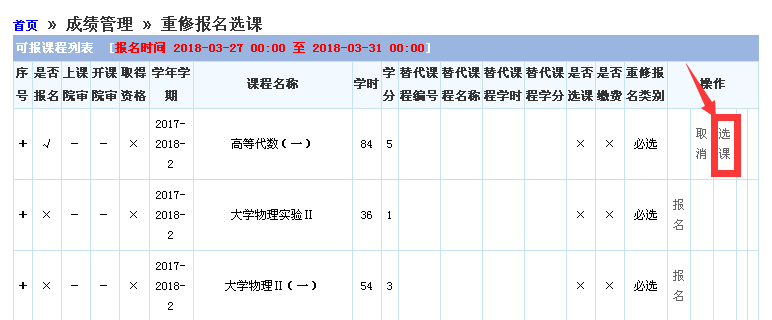 首页 » 成绩管理 » 重修报名选课
可报课程列表 [报名时间 2018-03-27 00:00 至 2018-03-31 00:00]
序号 是否报名 上课院审 开课院审 取得资格 学年学期 课程名称 学时 学分 替代课程编号 替代课程名称 替代课程学时 替代课程学分 是否选课 是否缴费 重修报名类别 操作
+ √ - - × 2017-2018-2 高等代数(一) 84 5 × × 必选 取消 选课
+ × - - × 2017-2018-2 大学物理实验Ⅱ 36 1 × × 必选 报名
+ × - - × 2017-2018-2 大学物理Ⅱ(一) 54 3 × × 必选 报名